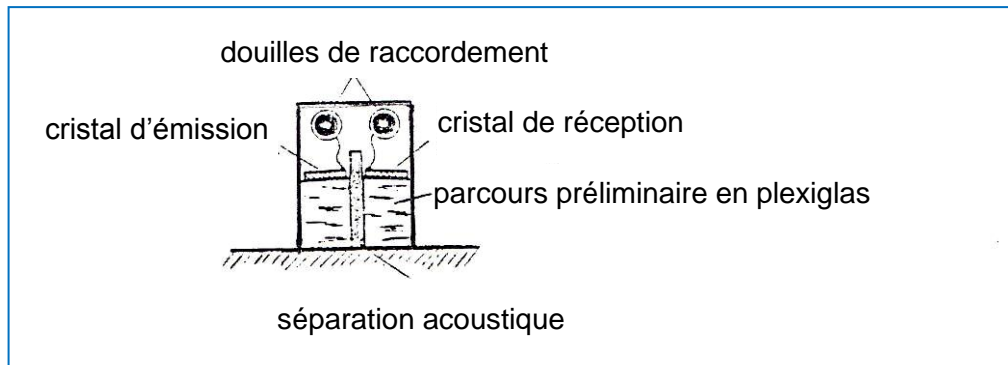 douilles de raccordement
cristal d'émission
cristal de réception
parcours préliminaire en plexiglas
séparation acoustique